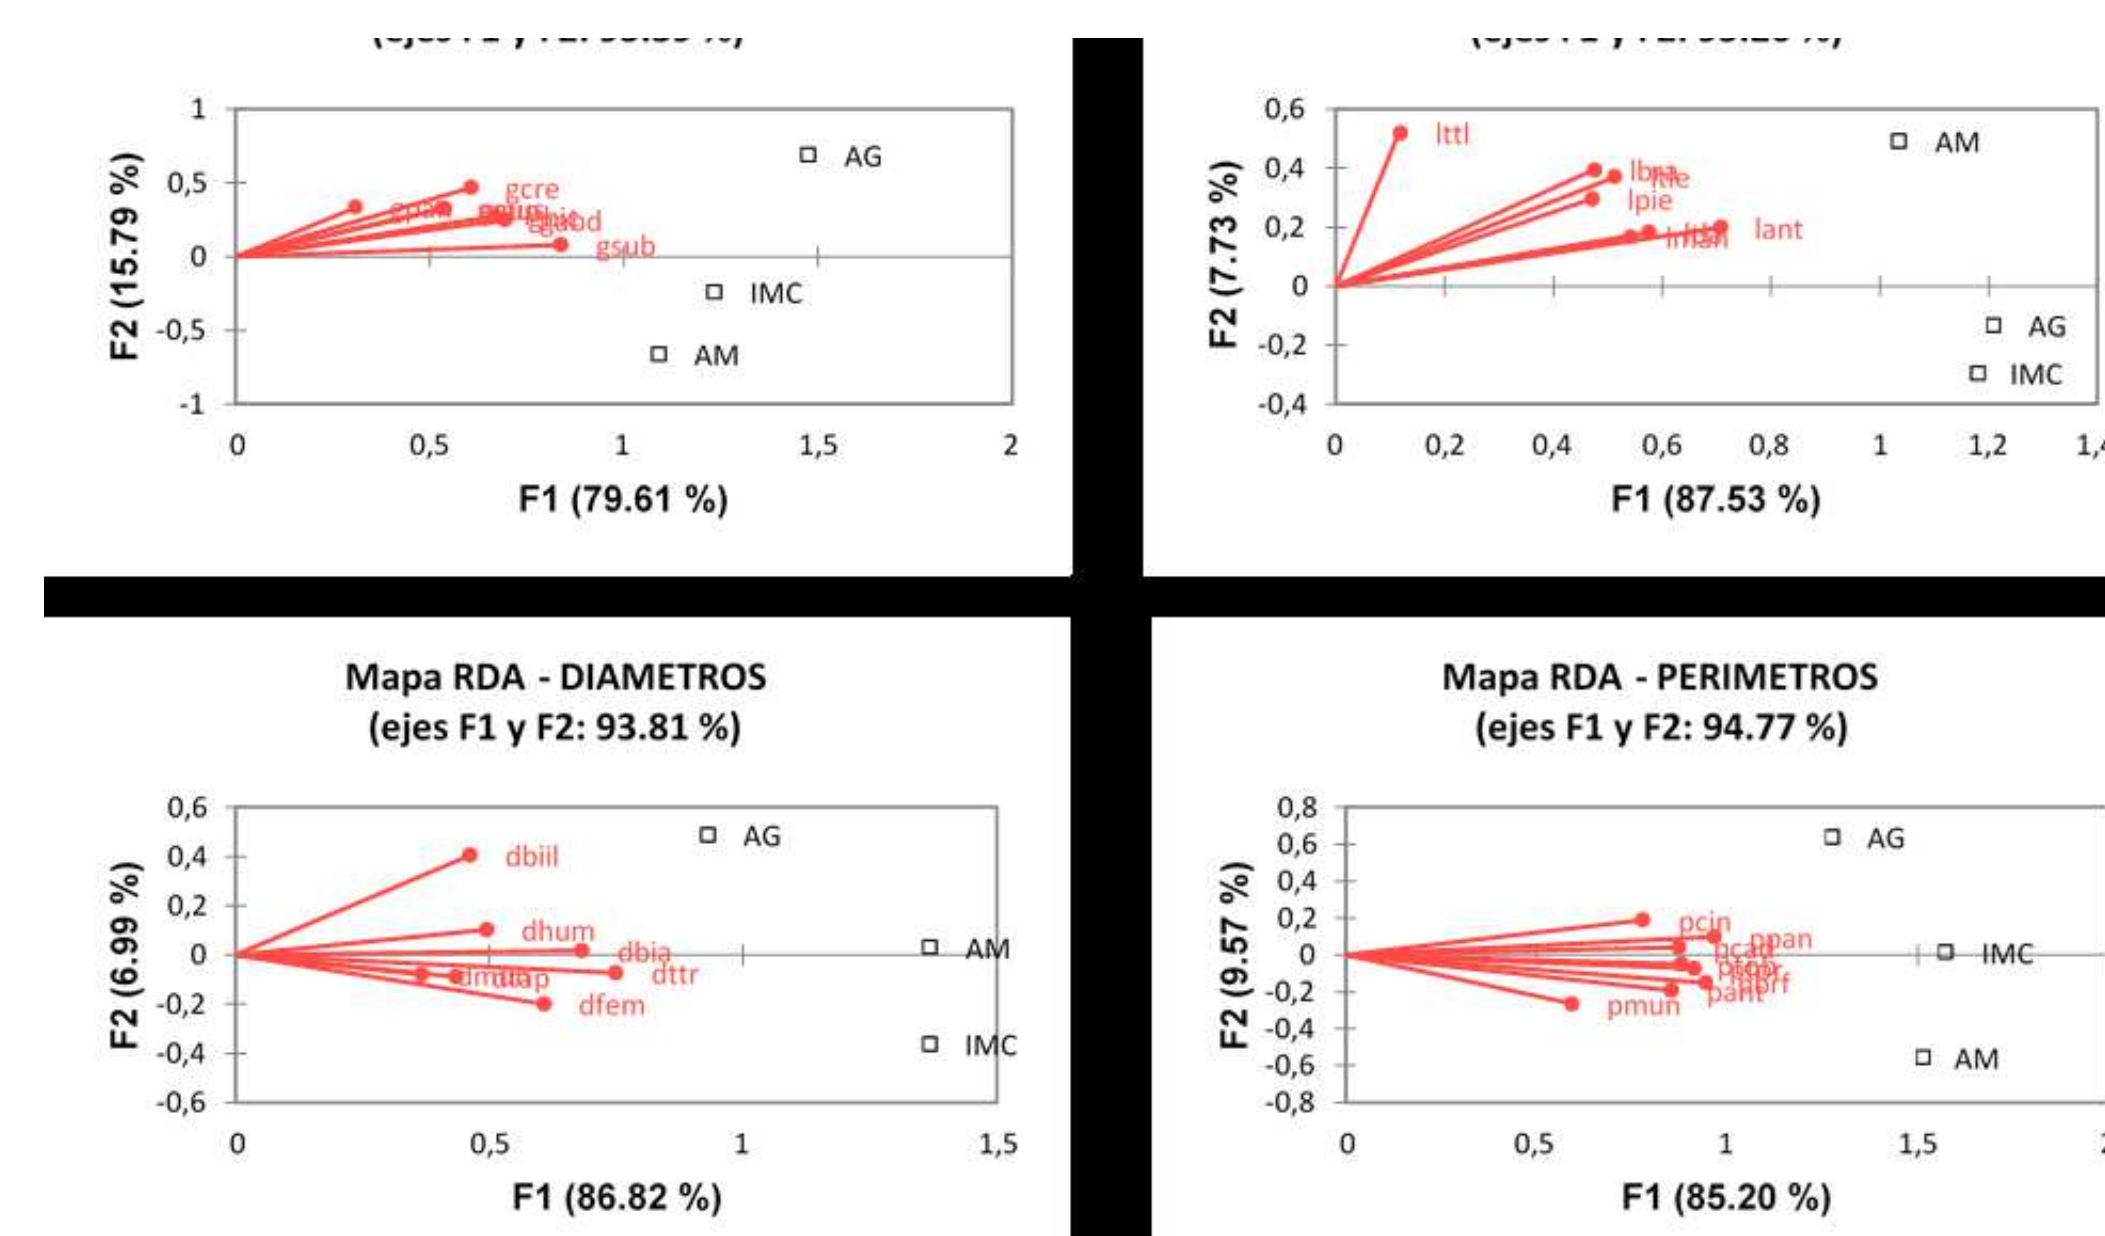 1
0,5
0
-0,5
-1
F2 (15.79 %)
gcre
gsub
AG
IMC
AM
0
0,5
1
1,5
2
F1 (79.61 %)
0,6
0,4
0,2
0
-0,2
-0,4
F2 (7.73 %)
lttl
lpie
lant
AM
AG
IMC
0
0,2
0,4
0,6
0,8
1
1,2
F1 (87.53 %)
Mapa RDA - DIAMETROS
(ejes F1 y F2: 93.81 %)
0,6
0,4
0,2
0
-0,2
-0,4
-0,6
F2 (6.99 %)
dbiil
dhum
dbia
dttr
dfem
AG
AM
IMC
0
0,5
1
1,5
F1 (86.82 %)
Mapa RDA - PERIMETROS
(ejes F1 y F2: 94.77 %)
0,8
0,6
0,4
0,2
0
-0,2
-0,4
-0,6
-0,8
F2 (9.57 %)
pcin
ppan
pant
pmun
AG
IMC
AM
0
0,5
1
1,5
F1 (85.20 %)